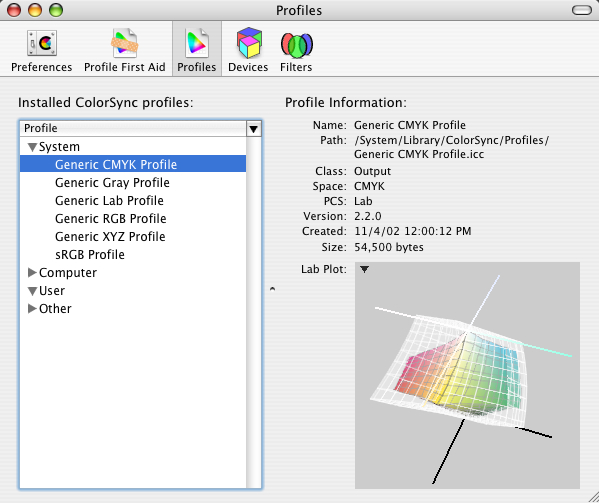 Profiles
Preferences Profile First Aid Profiles Devices Filters
Installed ColorSync profiles:
Profile
System
Generic CMYK Profile
Generic Gray Profile
Generic Lab Profile
Generic RGB Profile
Generic XYZ Profile
sRGB Profile
Computer
User
Other
Profile Information:
Name: Generic CMYK Profile
Path: /System/Library/ColorSync/Profiles/
Generic CMYK Profile.icc
Class: Output
Space: CMYK
PCS: Lab
Version: 2.2.0
Created: 11/4/02 12:00:12 PM
Size: 54,500 bytes
Lab Plot: